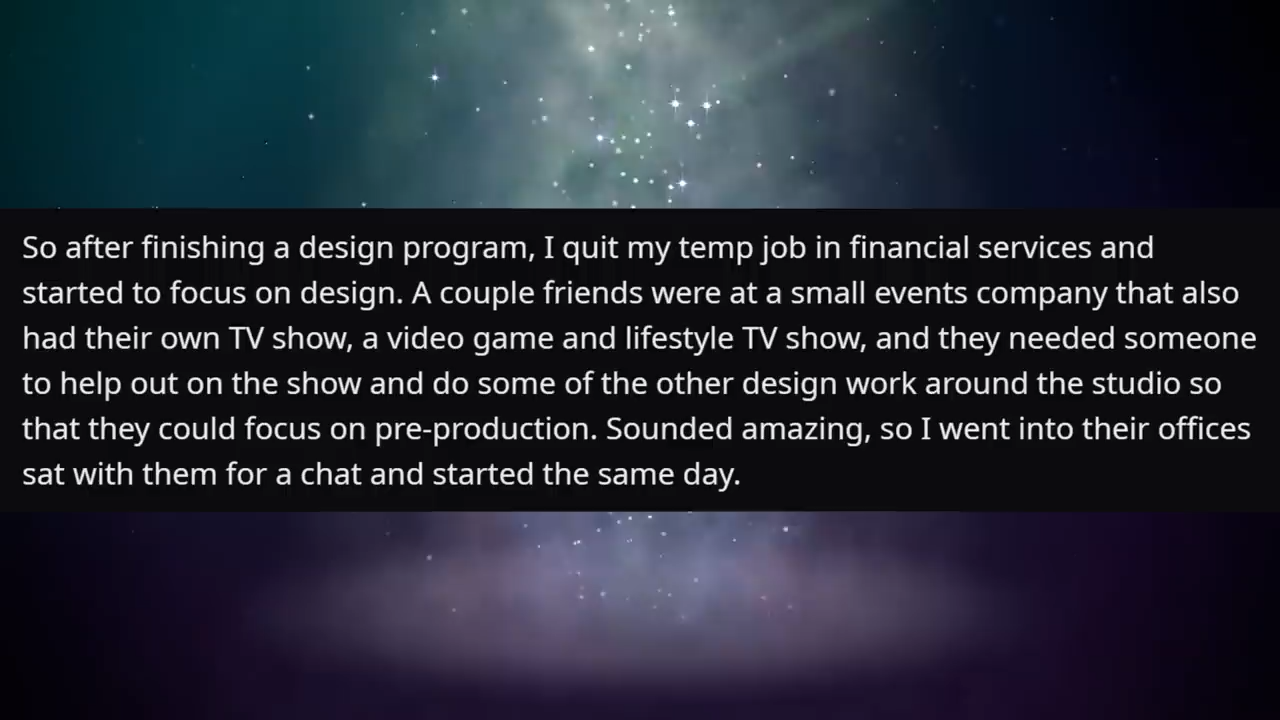 So after finishing a design program, I quit my temp job in financial services and
started to focus on design. A couple friends were at a small events company that also
had their own TV show, a video game and lifestyle TV show, and they needed someone
to help out on the show and do some of the other design work around the studio so
that they could focus on pre-production. Sounded amazing, so I went into their offices
sat with them for a chat and started the same day.